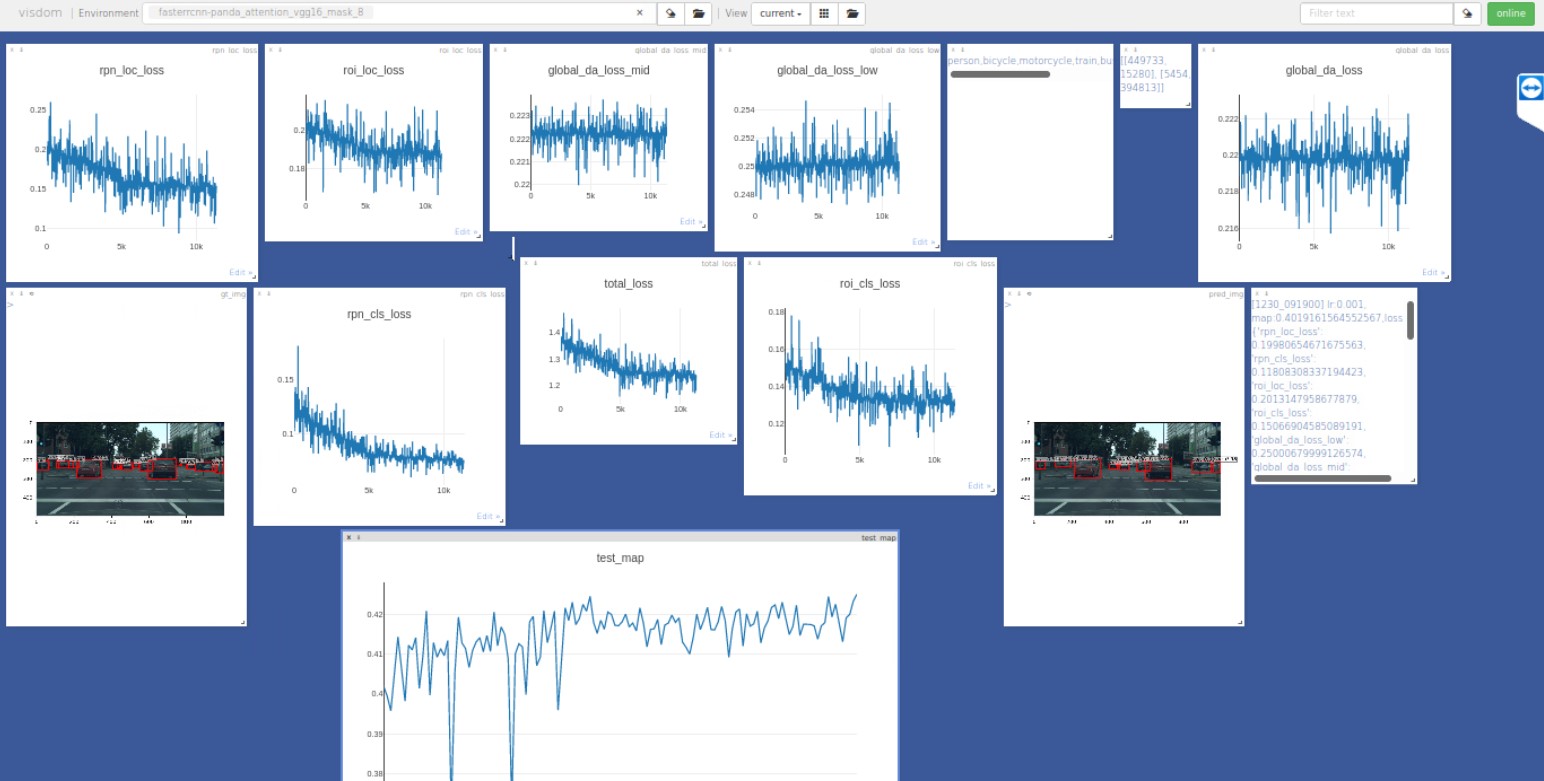 visdom | Environment fasterrcnn-panda_attention_vgg16_mask_8 × | View current Filter text online
rpn_loc_loss
rpn_loc_loss
0.25
0.2
0.15
0.1
0 5k 10k
Edit »
roi_loc_loss
roi_loc_loss
0.2
0.18
0 5k 10k
Edit »
global_da_loss_mid
global_da_loss_mid
0.223
0.222
0.221
0.22
0 5k 10k
Edit »
global_da_loss_low
global_da_loss_low
0.254
0.252
0.25
0.248
0 5k 10k
Edit »
person,bicycle,motorcycle,train,bu
[[449733,
15280], [5454,
394813]]
global_da_loss
global_da_loss
0.222
0.22
0.218
0.216
0 5k 10k
Edit »
gt_img
>
rpn_cls_loss
rpn_cls_loss
0.15
0.1
0 5k 10k
Edit »
total_loss
total_loss
1.4
1.3
1.2
0 5k 10k
Edit »
roi_cls_loss
roi_cls_loss
0.18
0.16
0.14
0.12
0 5k 10k
Edit »
pred_img
>
[1230_091900] lr:0.001,
map:0.4019161564552567,loss
{'rpn_loc_loss':
0.19980654671675563,
'rpn_cls_loss':
0.11808308337194423,
'roi_loc_loss':
0.2013147958677879,
'roi_cls_loss':
0.15066904585089191,
'global_da_loss_low':
0.25000679999126574,
'global_da_loss_mid':
test_map
test_map
0.42
0.41
0.4
0.39
0.38